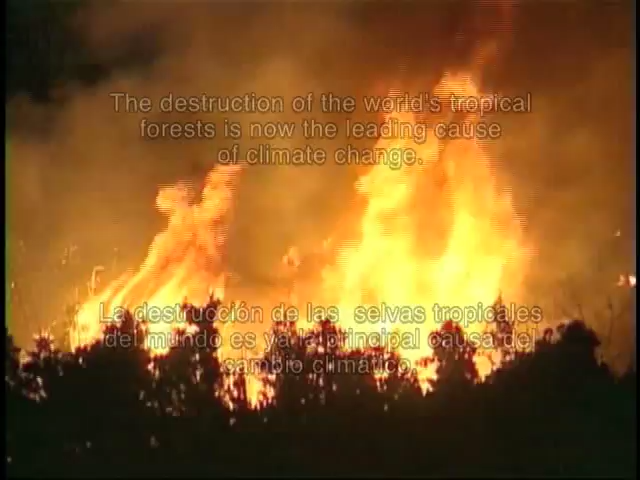 The destruction of the world's tropical
forests is now the leading cause
of climate change.
La destrucción de las selvas tropicales
del mundo es ya la principal causa del
cambio climático.